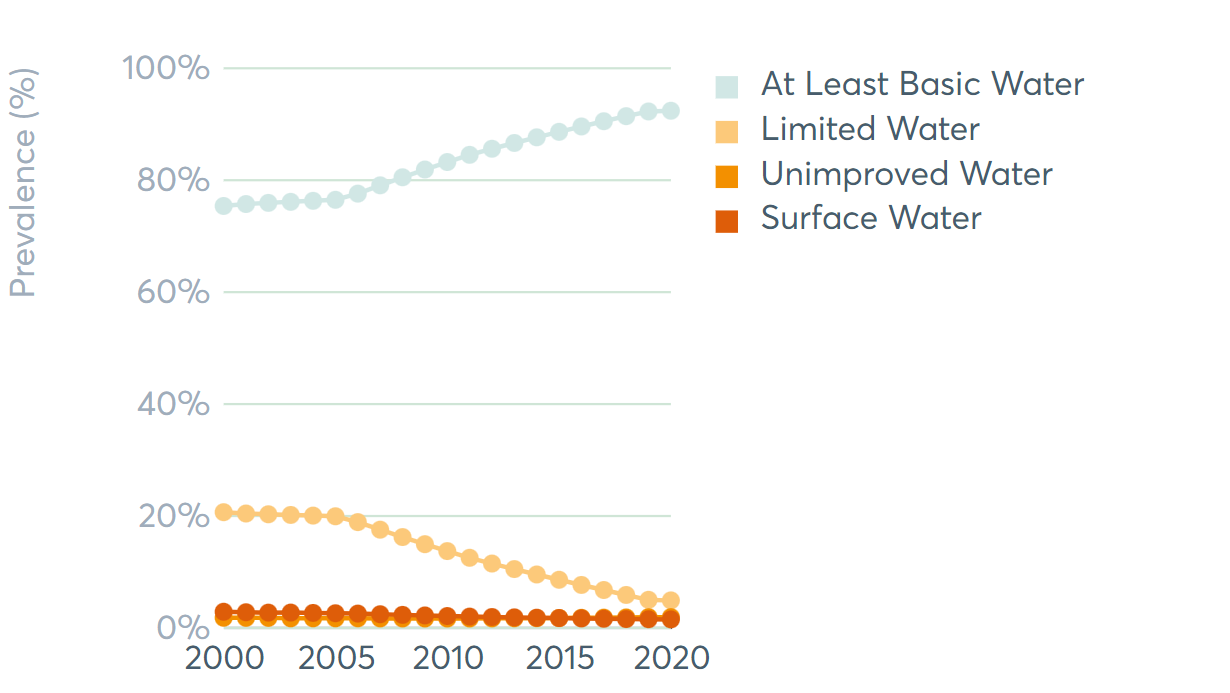 Prevalence (%)
100%
80%
60%
40%
20%
0%
2000 2005 2010 2015 2020
At Least Basic Water
Limited Water
Unimproved Water
Surface Water